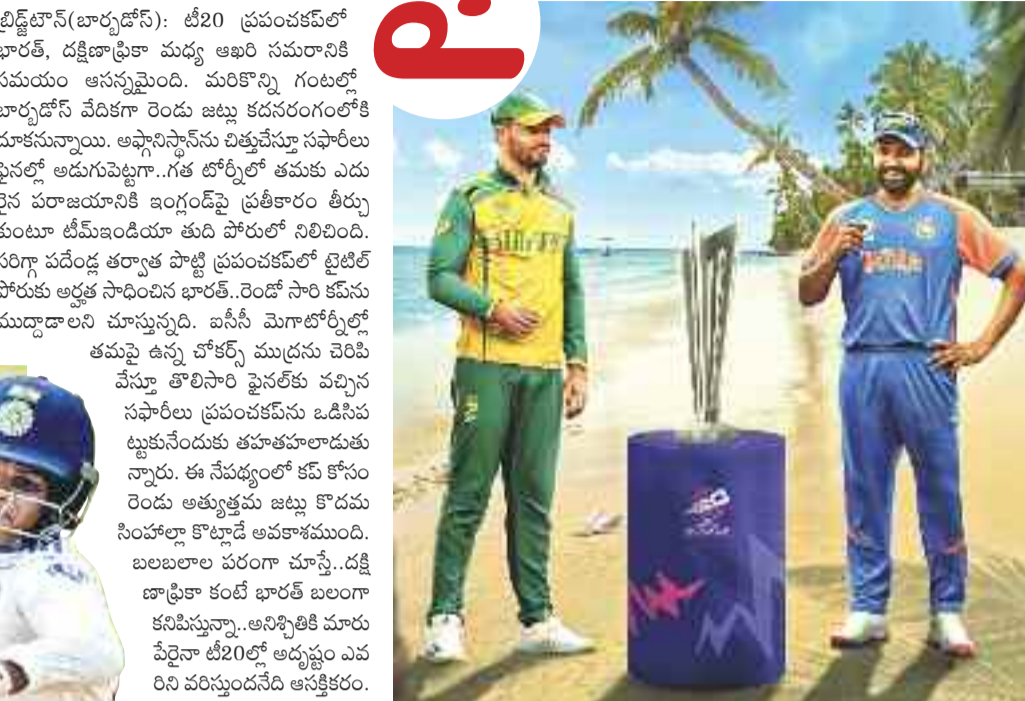 బ్రిడ్జ్‌టౌన్(బార్బడోస్): టీ20 ప్రపంచకప్‌లో
భారత్, దక్షిణాఫ్రికా మధ్య ఆఖరి సమరానికి
సమయం ఆసన్నమైంది. మరికొన్ని గంటల్లో
బార్బడోస్ వేదికగా రెండు జట్లు కదనరంగంలోకి
దూకనున్నాయి. అఫ్గానిస్థాన్‌ను చిత్తుచేస్తూ సఫారీలు
ఫైనల్లో అడుగుపెట్టగా..గత టోర్నీలో తమకు ఎదు
రైన పరాజయానికి ఇంగ్లండ్‌పై ప్రతీకారం తీర్చు
కుంటూ టీమ్ఇండియా తుది పోరులో నిలిచింది.
సరిగ్గా పదేండ్ల తర్వాత పొట్టి ప్రపంచకప్‌లో టైటిల్
పోరుకు అర్హత సాధించిన భారత్..రెండో సారి కప్‌ను
ముద్దాడాలని చూస్తున్నది. ఐసీసీ మెగాటోర్నీల్లో
తమపై ఉన్న చోకర్స్ ముద్రను చెరిపి
వేస్తూ తొలిసారి ఫైనల్‌కు వచ్చిన
సఫారీలు ప్రపంచకప్‌ను ఒడిసిప
ట్టుకునేందుకు తహతహలాడుతు
న్నారు. ఈ నేపథ్యంలో కప్ కోసం
రెండు అత్యుత్తమ జట్లు కొదమ
సింహాల్లా కొట్లాడే అవకాశముంది.
బలబలాల పరంగా చూస్తే..దక్షి
ణాఫ్రికా కంటే భారత్ బలంగా
కనిపిస్తున్నా..అనిశ్చితికి మారు
పేరైనా టీ20ల్లో అదృష్టం ఎవ
రిని వరిస్తుందనేది ఆసక్తికరం.